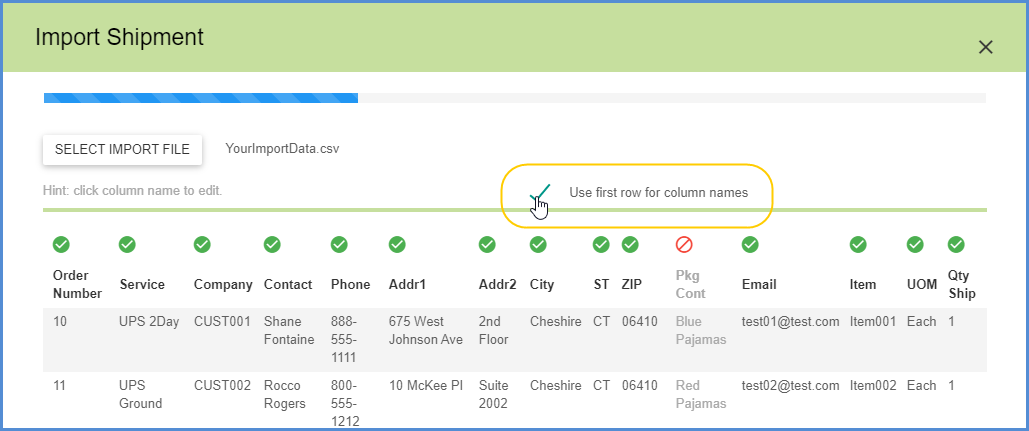 Import Shipment
SELECT IMPORT FILE YourImportData.csv
Hint: click column name to edit. Use first row for column names
Order Number Service Company Contact Phone Addr1 Addr2 City ST ZIP Pkg Cont Email Item UOM Qty Ship
10 UPS 2Day CUST001 Shane Fontaine 888-555-1111 675 West Johnson Ave 2nd Floor Cheshire CT 06410 Blue Pajamas test01@test.com Item001 Each 1
11 UPS Ground CUST002 Rocco Rogers 800-555-1212 10 McKee Pl Suite 2002 Cheshire CT 06410 Red Pajamas test02@test.com Item002 Each 1